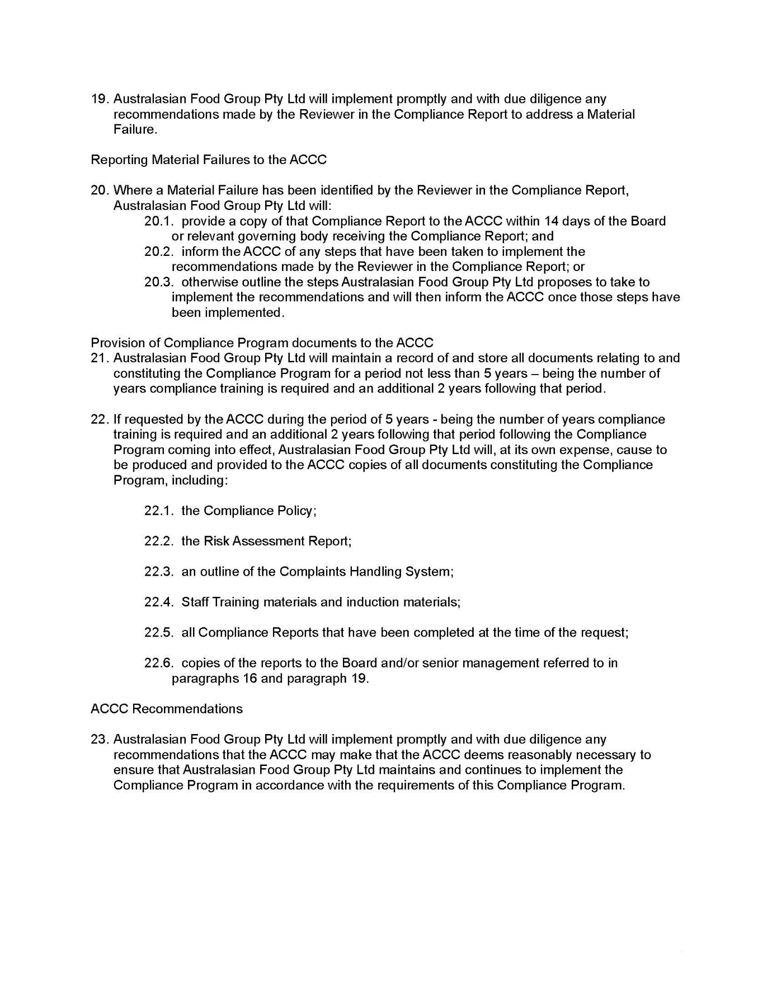 19. Australasian Food Group Pty Ltd will implement promptly and with due diligence any
recommendations made by the Reviewer in the Compliance Report to address a Material
Failure.
Reporting Material Failures to the ACCC
20. Where a Material Failure has been identified by the Reviewer in the Compliance Report,
Australasian Food Group Pty Ltd will:
20.1. provide a copy of that Compliance Report to the ACCC within 14 days of the Board
or relevant governing body receiving the Compliance Report; and
20.2. inform the ACCC of any steps that have been taken to implement the
recommendations made by the Reviewer in the Compliance Report; or
20.3. otherwise outline the steps Australasian Food Group Pty Ltd proposes to take to
implement the recommendations and will then inform the ACCC once those steps have
been implemented.
Provision of Compliance Program documents to the ACCC
21. Australasian Food Group Pty Ltd will maintain a record of and store all documents relating to and
constituting the Compliance Program for a period not less than 5 years – being the number of
years compliance training is required and an additional 2 years following that period.
22. If requested by the ACCC during the period of 5 years - being the number of years compliance
training is required and an additional 2 years following that period following the Compliance
Program coming into effect, Australasian Food Group Pty Ltd will, at its own expense, cause to
be produced and provided to the ACCC copies of all documents constituting the Compliance
Program, including:
22.1. the Compliance Policy;
22.2. the Risk Assessment Report;
22.3. an outline of the Complaints Handling System;
22.4. Staff Training materials and induction materials;
22.5. all Compliance Reports that have been completed at the time of the request;
22.6. copies of the reports to the Board and/or senior management referred to in
paragraphs 16 and paragraph 19.
ACCC Recommendations
23. Australasian Food Group Pty Ltd will implement promptly and with due diligence any
recommendations that the ACCC may make that the ACCC deems reasonably necessary to
ensure that Australasian Food Group Pty Ltd maintains and continues to implement the
Compliance Program in accordance with the requirements of this Compliance Program.